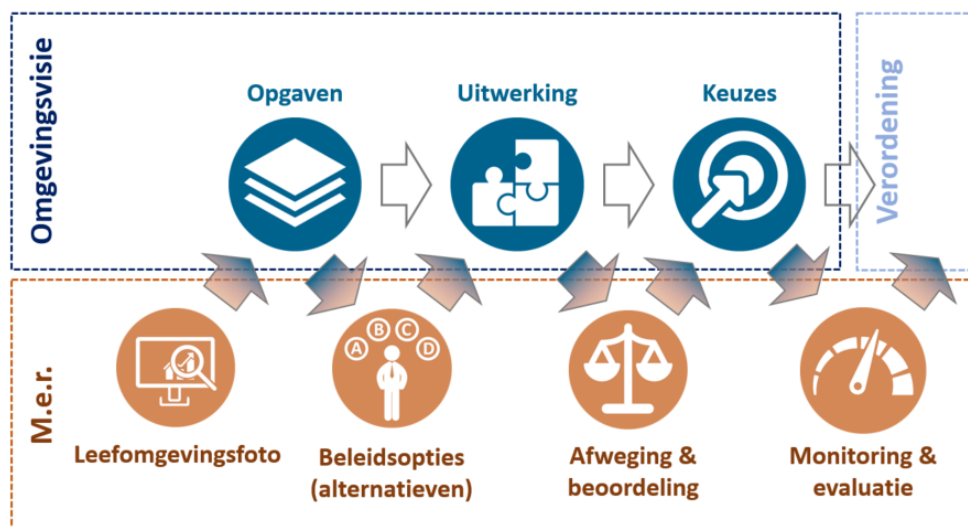 Omgevingsvisie
Opgaven
Uitwerking
Keuzes
Verordening
M.e.r.
Leefomgevingsfoto
A
B
C
D
Beleidsopties
(alternatieven)
Afweging &
beoordeling
Monitoring &
evaluatie